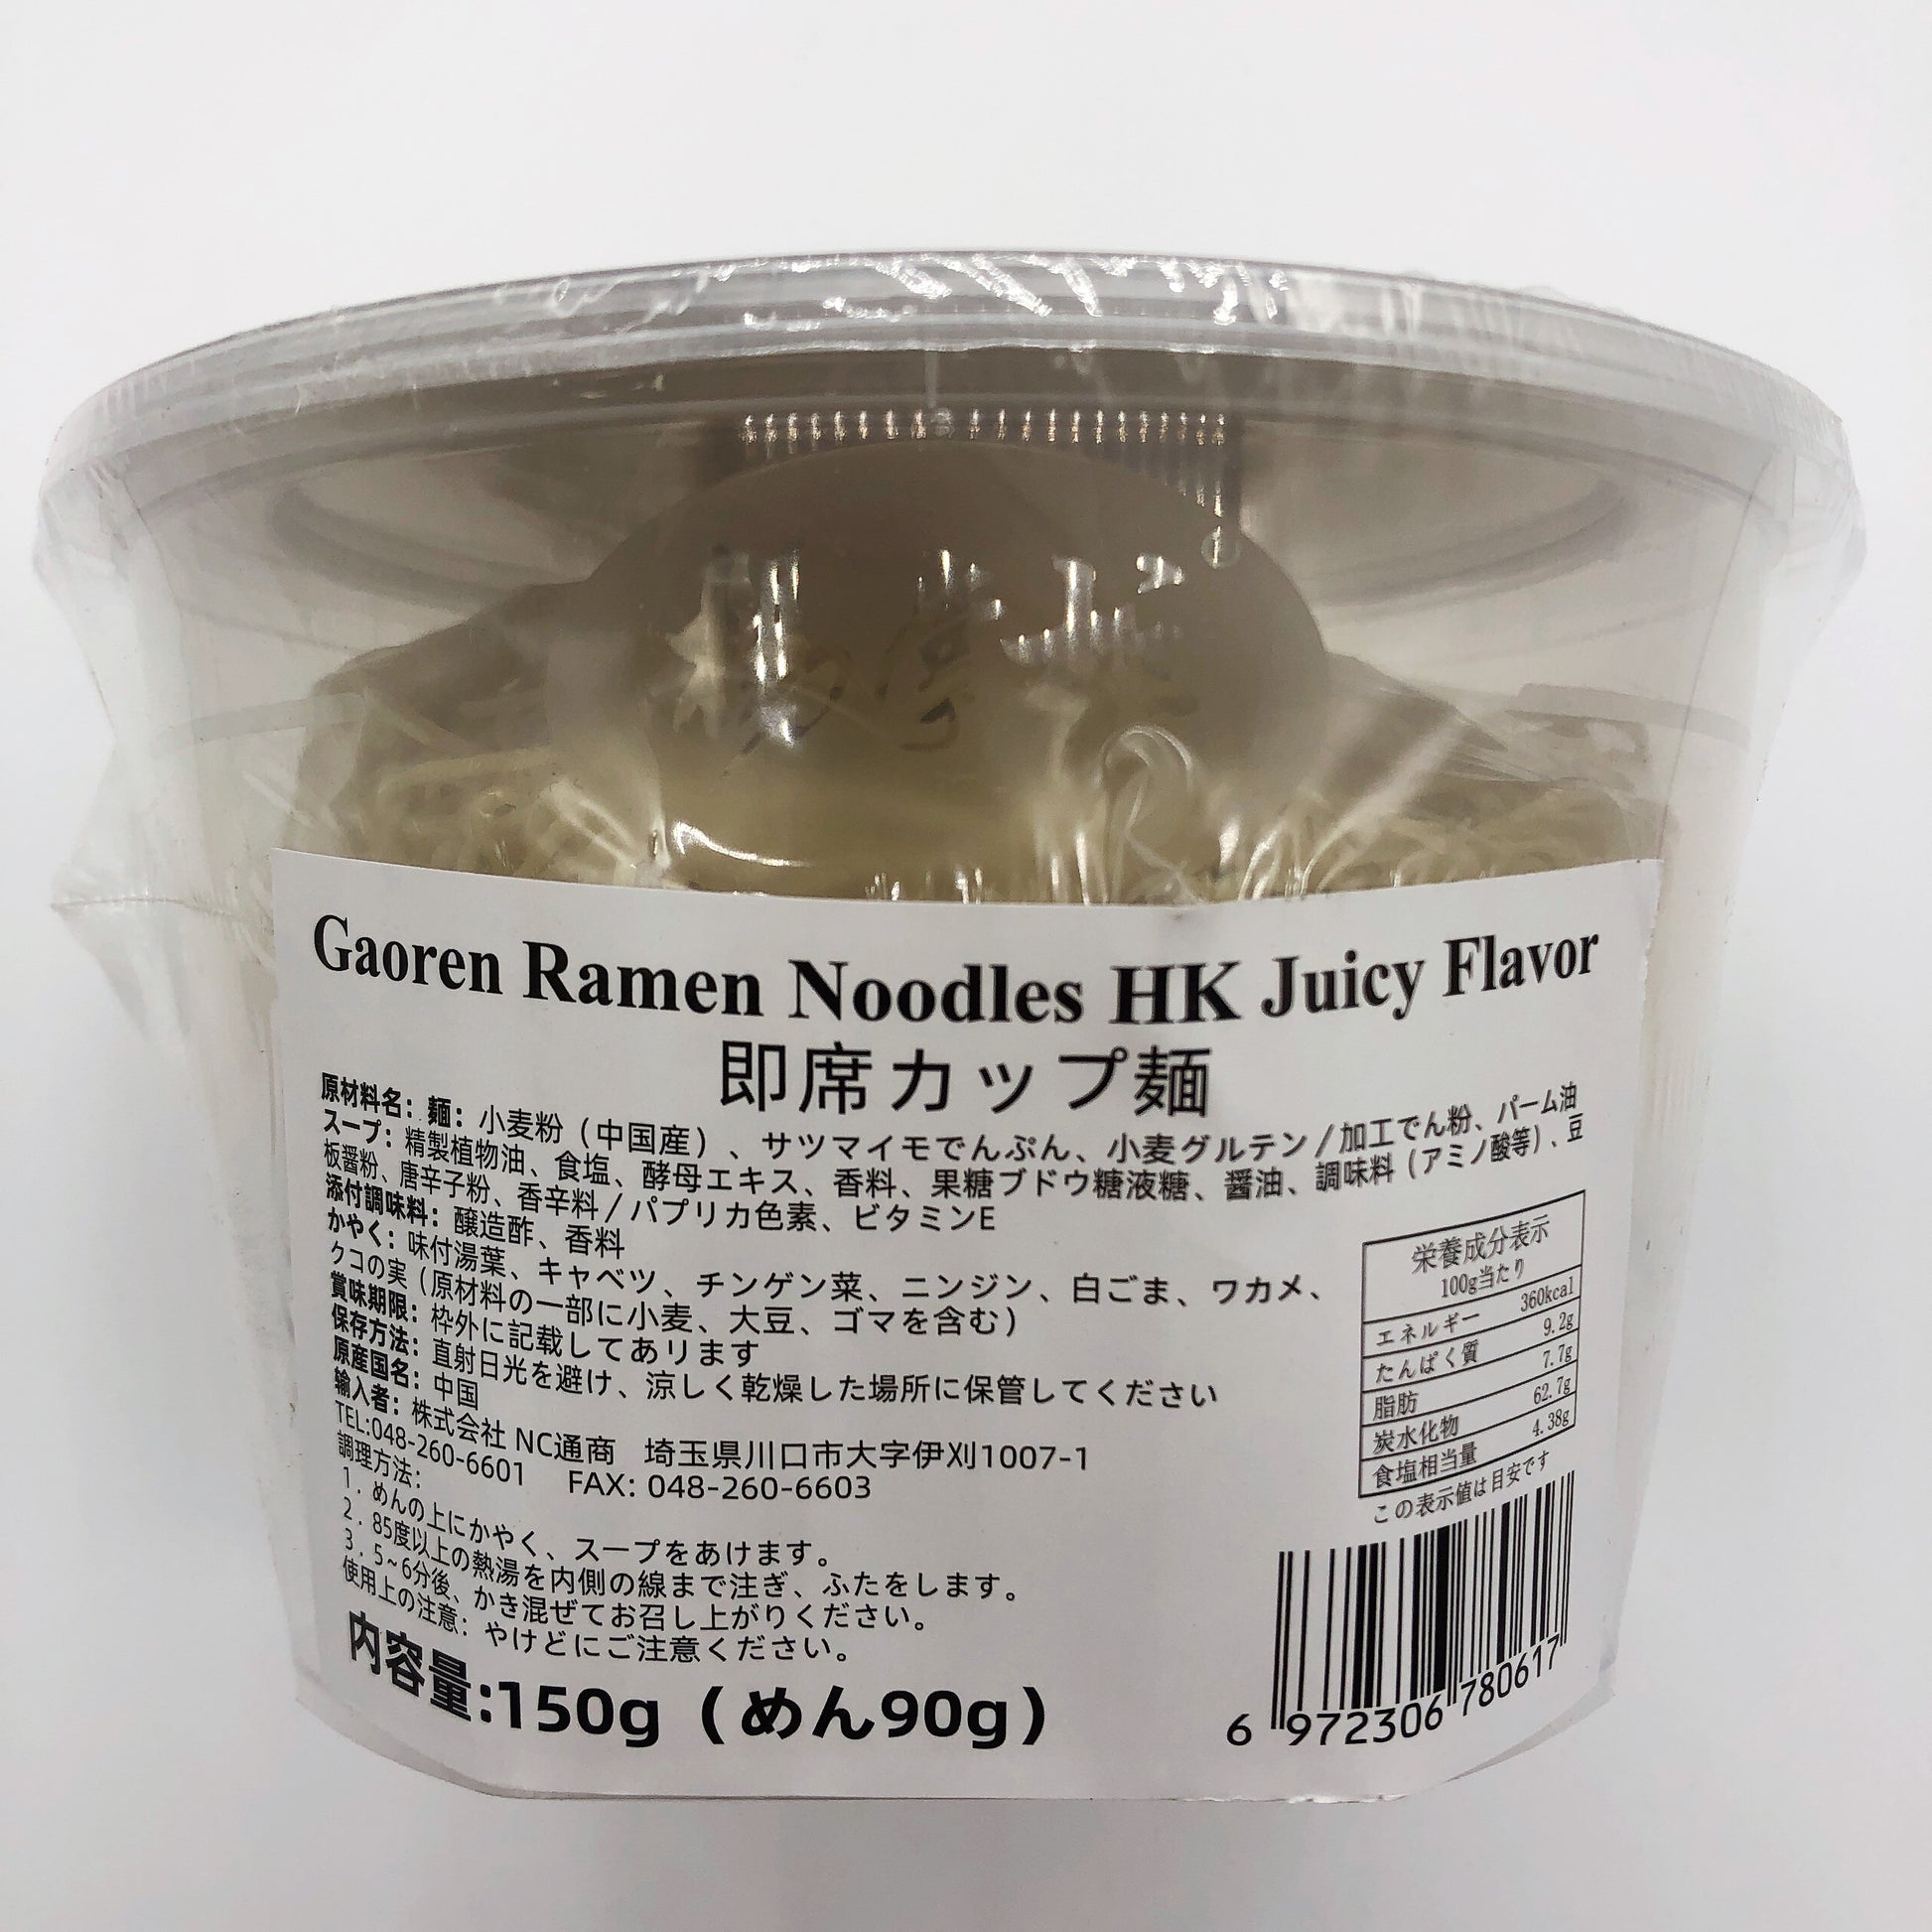 Gaoren Ramen Noodles HK Juicy Flavor
即席カップ麺
原材料名：麺：小麦粉（中国産）、サツマイモでんぷん、小麦グルテン/加工でん粉、パーム油
スープ：精製植物油、食塩、酵母エキス、香料、果糖ブドウ糖液糖、醤油、調味料（アミノ酸等）、豆
板醤粉、唐辛子粉、香辛料/パプリカ色素、ビタミンE
添付調味料：醸造酢、香料
かやく：味付湯葉、キャベツ、チンゲン菜、ニンジン、白ごま、ワカメ、
クコの実（原材料の一部に小麦、大豆、ゴマを含む）
賞味期限：枠外に記載してあります
保存方法：直射日光を避け、涼しく乾燥した場所に保管してください
原産国名：中国
輸入者：株式会社 NC通商 埼玉県川口市大字伊刈1007-1
TEL:048-260-6601 FAX: 048-260-6603
調理方法：
1．めんの上にかやく、スープをあけます。
2．85度以上の熱湯を内側の線まで注ぎ、ふたをします。
3．5~6分後、かき混ぜてお召し上がりください。
使用上の注意：やけどにご注意ください。
内容量:150g（めん90g）
栄養成分表示
100g当たり
エネルギー 360kcal
たんぱく質 9.2g
脂肪 7.7g
炭水化物 62.7g
食塩相当量 4.38g
この表示値は目安です
6 972306 780617